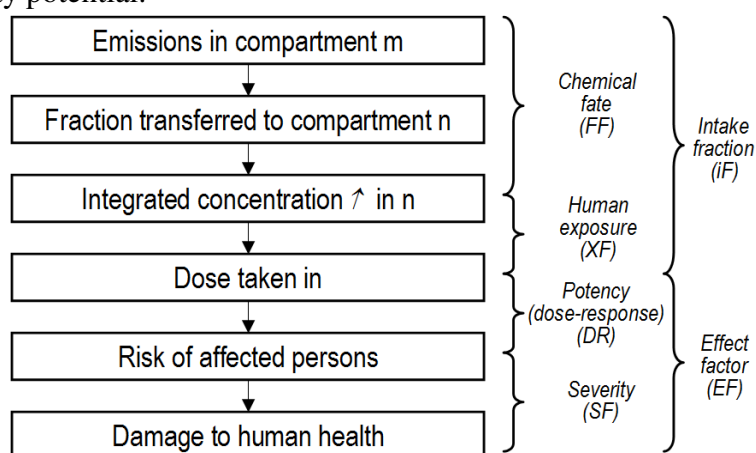 y potential.
Emissions in compartment m
Fraction transferred to compartment n
Integrated concentration ↑ in n
Dose taken in
Risk of affected persons
Damage to human health
Chemical
fate
(FF)
Human
exposure
(XF)
Potency
(dose-response)
(DR)
Severity
(SF)
Intake
fraction
(iF)
Effect
factor
(EF)